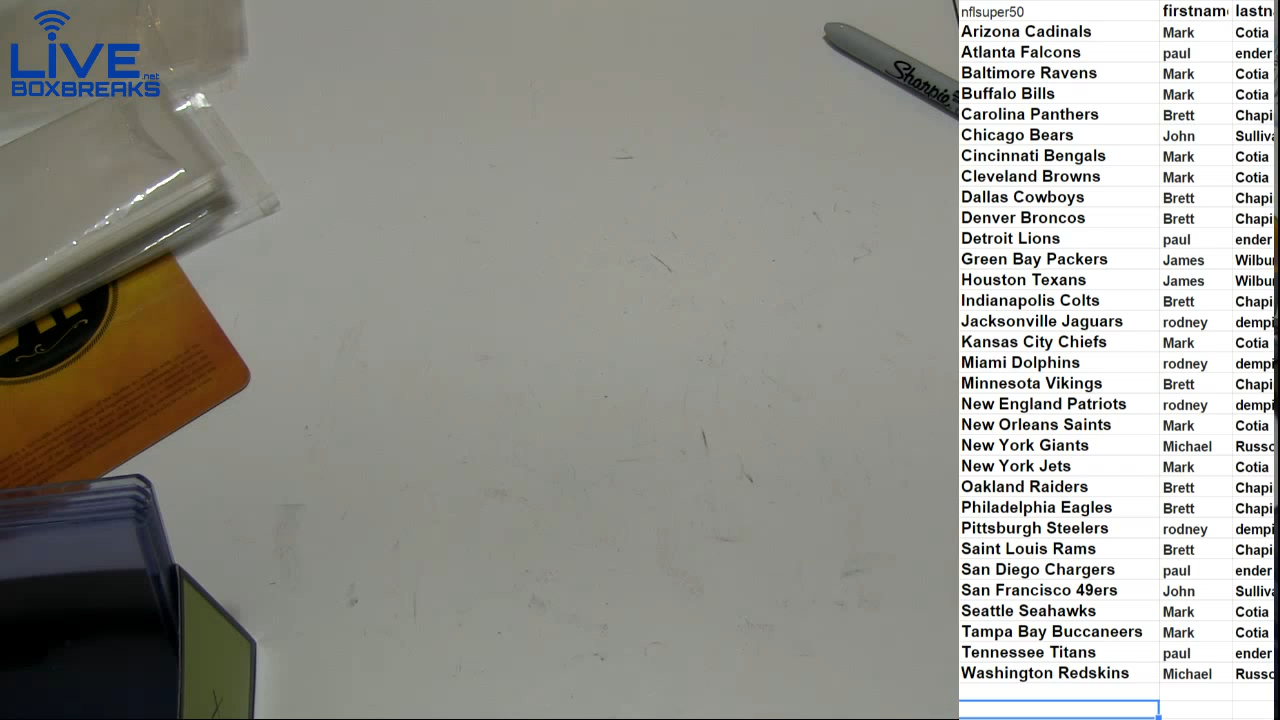 LIVE.net
BOXBREAKS
Sharpie
nflsuper50 firstname lastn
Arizona Cadinals Mark Cotia
Atlanta Falcons paul ender
Baltimore Ravens Mark Cotia
Buffalo Bills Mark Cotia
Carolina Panthers Brett Chapi
Chicago Bears John Sulliva
Cincinnati Bengals Mark Cotia
Cleveland Browns Mark Cotia
Dallas Cowboys Brett Chapi
Denver Broncos Brett Chapi
Detroit Lions paul ender
Green Bay Packers James Wilbur
Houston Texans James Wilbur
Indianapolis Colts Brett Chapi
Jacksonville Jaguars rodney dempi
Kansas City Chiefs Mark Cotia
Miami Dolphins rodney dempi
Minnesota Vikings Brett Chapi
New England Patriots rodney dempi
New Orleans Saints Mark Cotia
New York Giants Michael Russo
New York Jets Mark Cotia
Oakland Raiders Brett Chapi
Philadelphia Eagles Brett Chapi
Pittsburgh Steelers rodney dempi
Saint Louis Rams Brett Chapi
San Diego Chargers paul ender
San Francisco 49ers John Sulliva
Seattle Seahawks Mark Cotia
Tampa Bay Buccaneers Mark Cotia
Tennessee Titans paul ender
Washington Redskins Michael Russo